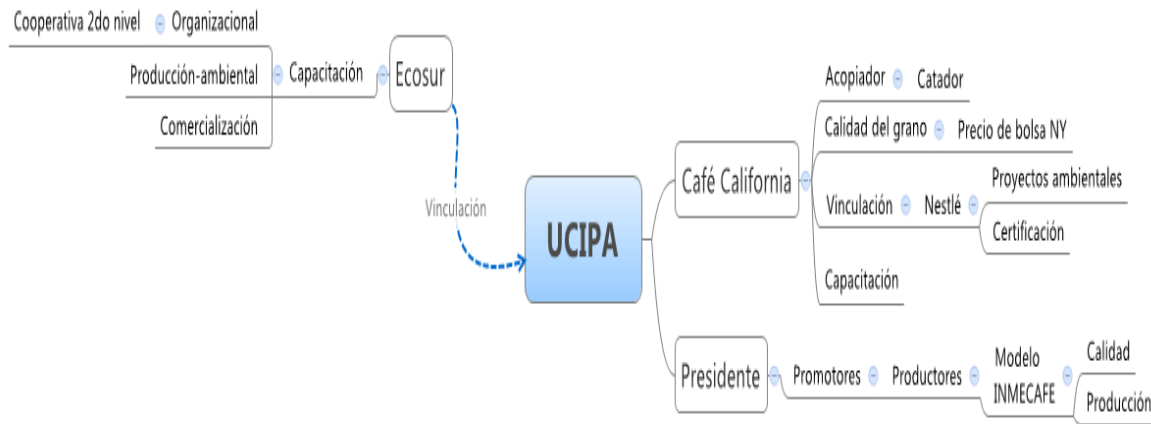 Cooperativa 2do nivel
Organizacional
Producción-ambiental
Capacitación
Ecosur
Comercialización
Vinculación
UCIPA
Café California
Acopiador
Catador
Calidad del grano
Precio de bolsa NY
Vinculación
Nestlé
Proyectos ambientales
Certificación
Capacitación
Presidente
Promotores
Productores
Modelo
INMECAFE
Calidad
Producción